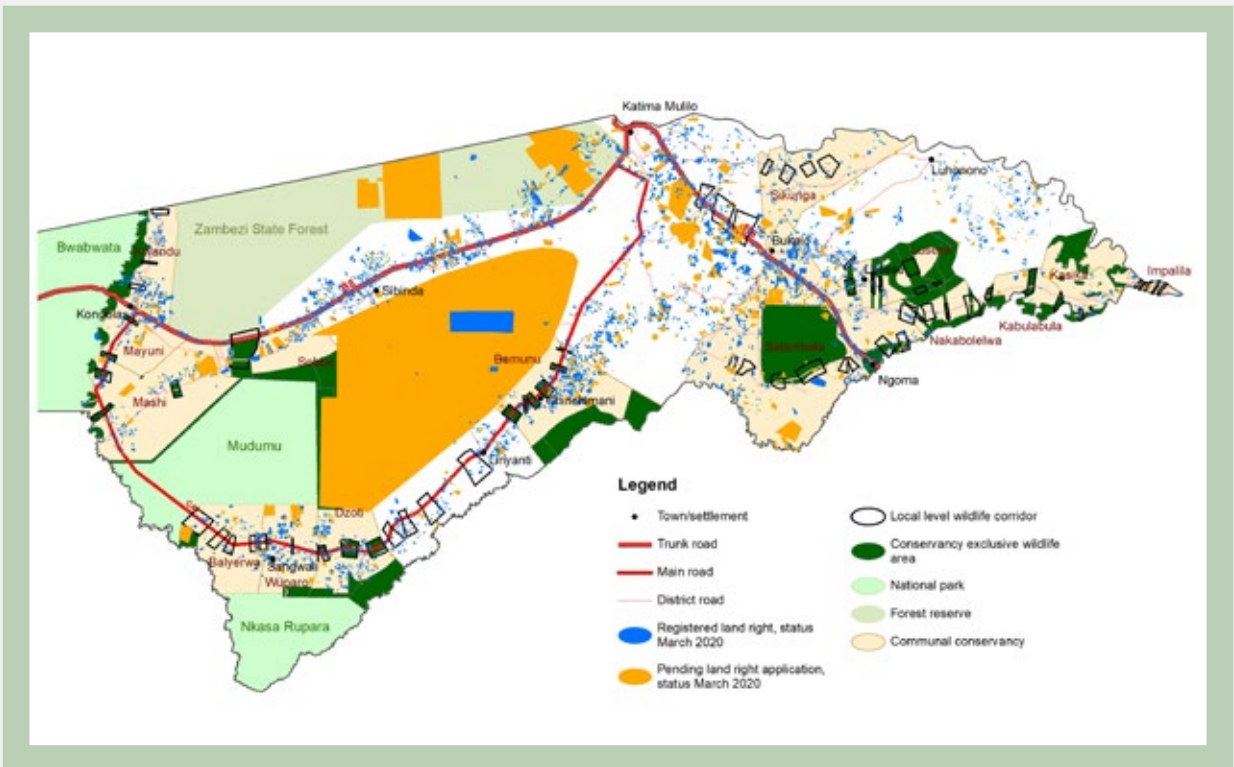 Katima Mulilo
Luhonono
Sikunga
Zambezi State Forest
Bwabwata
Bukalo
Impalila
Kasika
Sibinda
Kongola
Kabulabula
Nakabolelwa
Mayuni
Bemunu
Ngoma
Mashi
Mudumu
Linyanti
Dzoti
Balyerwa
Sangwali
Wuparo
Nkasa Rupara
Legend
Town/settlement
Trunk road
Main road
District road
Registered land right, status
March 2020
Pending land right application,
status March 2020
Local level wildlife corridor
Conservancy exclusive wildlife
area
National park
Forest reserve
Communal conservancy